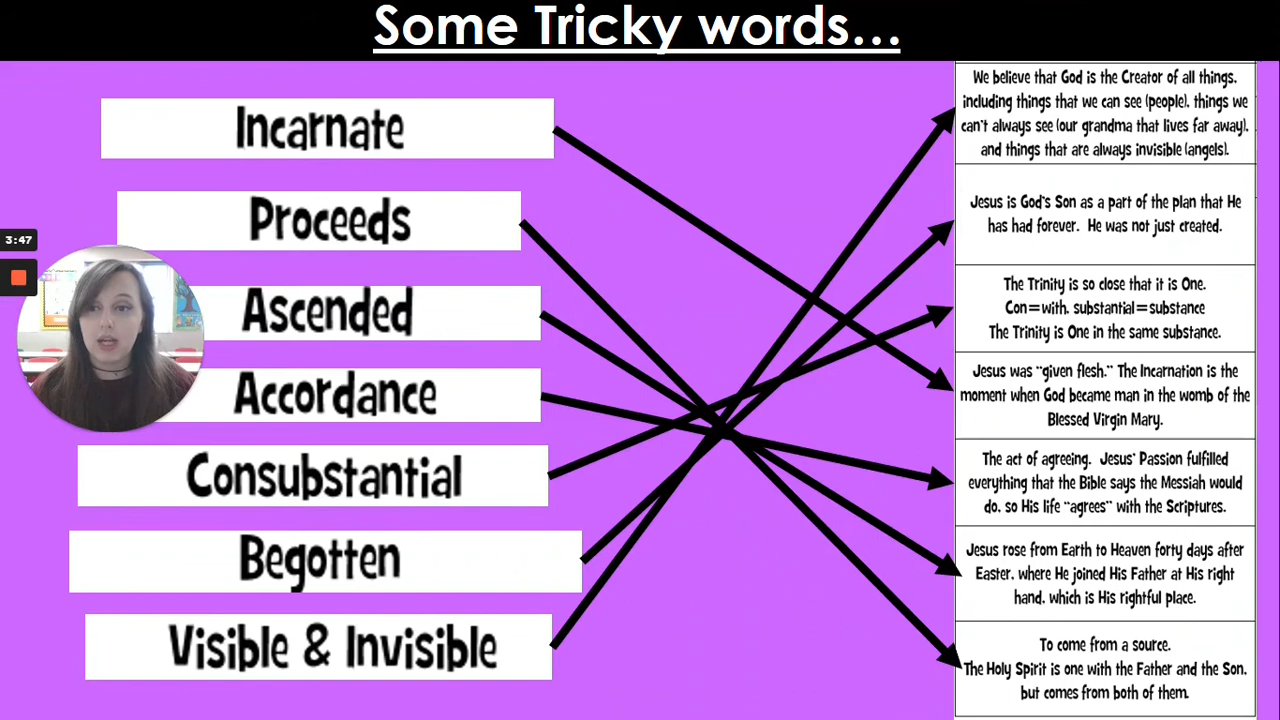 Some Tricky words...
Incarnate
Proceeds
3:47
Ascended
Accordance
Consubstantial
Begotten
Visible & Invisible
We believe that God is the Creator of all things,
including things that we can see (people), things we
can't always see (our grandma that lives far away),
and things that are always invisible (angels).
Jesus is God's Son as a part of the plan that He
has had forever. He was not just created.
The Trinity is so close that it is One.
Con=with, substantial=substance
The Trinity is One in the same substance.
Jesus was "given flesh." The Incarnation is the
moment when God became man in the womb of the
Blessed Virgin Mary.
The act of agreeing. Jesus' Passion fulfilled
everything that the Bible says the Messiah would
do, so His life "agrees" with the Scriptures.
Jesus rose from Earth to Heaven forty days after
Easter, where He joined His Father at His right
hand, which is His rightful place.
To come from a source.
The Holy Spirit is one with the Father and the Son,
but comes from both of them.